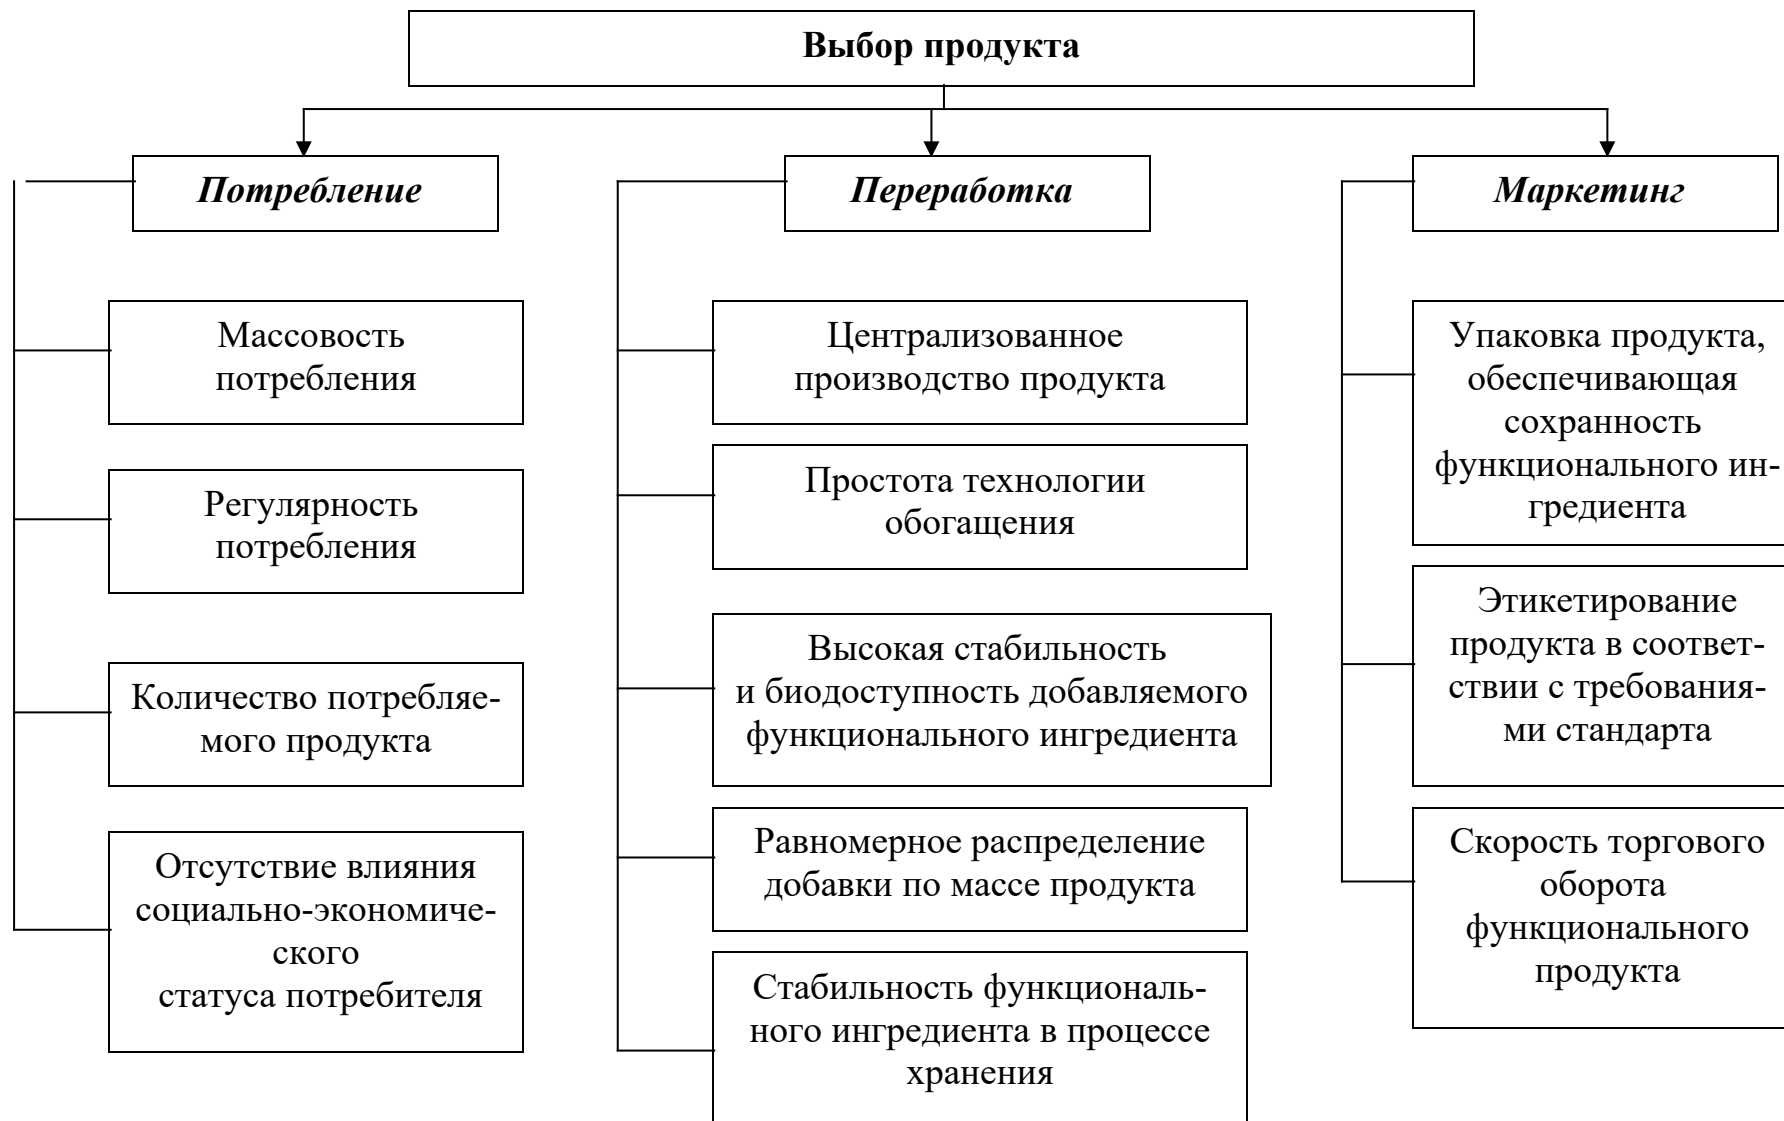 Выбор продукта
Потребление
Массовость
потребления
Регулярность
потребления
Количество потребляе-
мого продукта
Отсутствие влияния
социально-экономиче-
ского
статуса потребителя
Переработка
Централизованное
производство продукта
Простота технологии
обогащения
Высокая стабильность
и биодоступность добавляемого
функционального ингредиента
Равномерное распределение
добавки по массе продукта
Стабильность функциональ-
ного ингредиента в процессе
хранения
Маркетинг
Упаковка продукта,
обеспечивающая
сохранность
функционального ин-
гредиента
Этикетирование
продукта в соответ-
ствии с требования-
ми стандарта
Скорость торгового
оборота
функционального
продукта